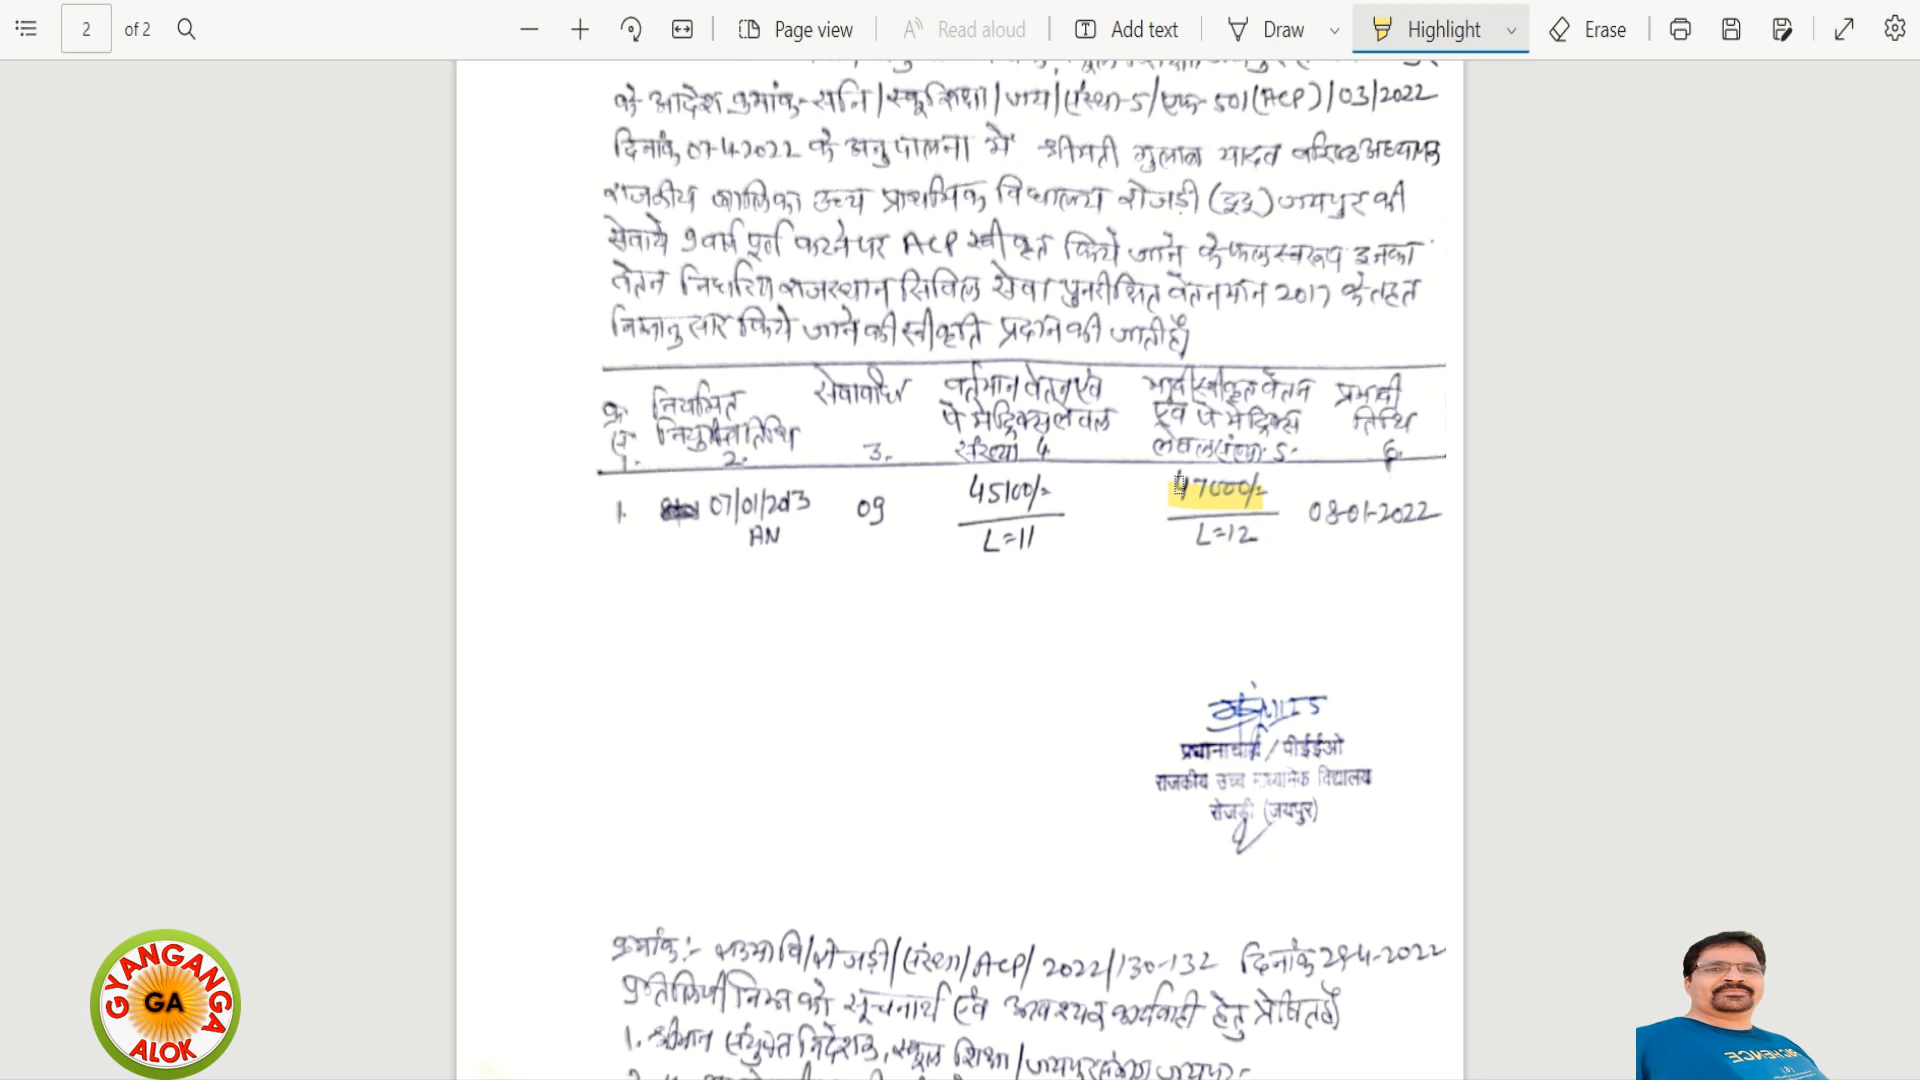 2 of 2 Page view Read aloud Add text Draw Highlight Erase
के आदेश क्रमांक-संनि/स्कूशिक्षा/जय/संस्था-5/एफ-501(ACP)/03/2022
दिनांक 07-4-2022 के अनुपालना में श्रीमती गुलाब यादव वरिष्ठ अध्यापक
राजकीय बालिका उच्च प्राथमिक विद्यालय रोजड़ी (दूदू) जयपुर की
सेवाये 9 वर्ष पूर्ण करने पर ACP स्वीकृत किये जाने के फलस्वरूप इनका
वेतन निर्धारण राजस्थान सिविल सेवा पुनरीक्षित वेतनमान 2017 के तहत
निम्नानुसार किये जाने की स्वीकृति प्रदान की जाती है।
क्र. नियमित सेवावधि वर्तमान वेतन एवं भावी स्वीकृत वेतन प्रभावी
सं. नियुक्ति तिथि पे मेट्रिक्स लेवल एवं पे मेट्रिक्स तिथि
1. 2. 3. संख्या 4. लेवल संख्या 5. 6.
1. 07/01/2013 09 45100/- 47000/- 08-01-2022
AN L=11 L=12
प्रधानाचार्य / पीईईओ
राजकीय उच्च माध्यमिक विद्यालय
रोजड़ी (जयपुर)
क्रमांक:- राउमावि/रोजड़ी/संस्था/ACP/2022/130-132 दिनांक 28-4-2022
प्रतिलिपी निम्न को सूचनार्थ एवं आवश्यक कार्यवाही हेतु प्रेषित है
1. श्रीमान संयुक्त निदेशक, स्कूल शिक्षा/जयपुर संभाग जयपुर
GYANGANGA
GA
ALOK